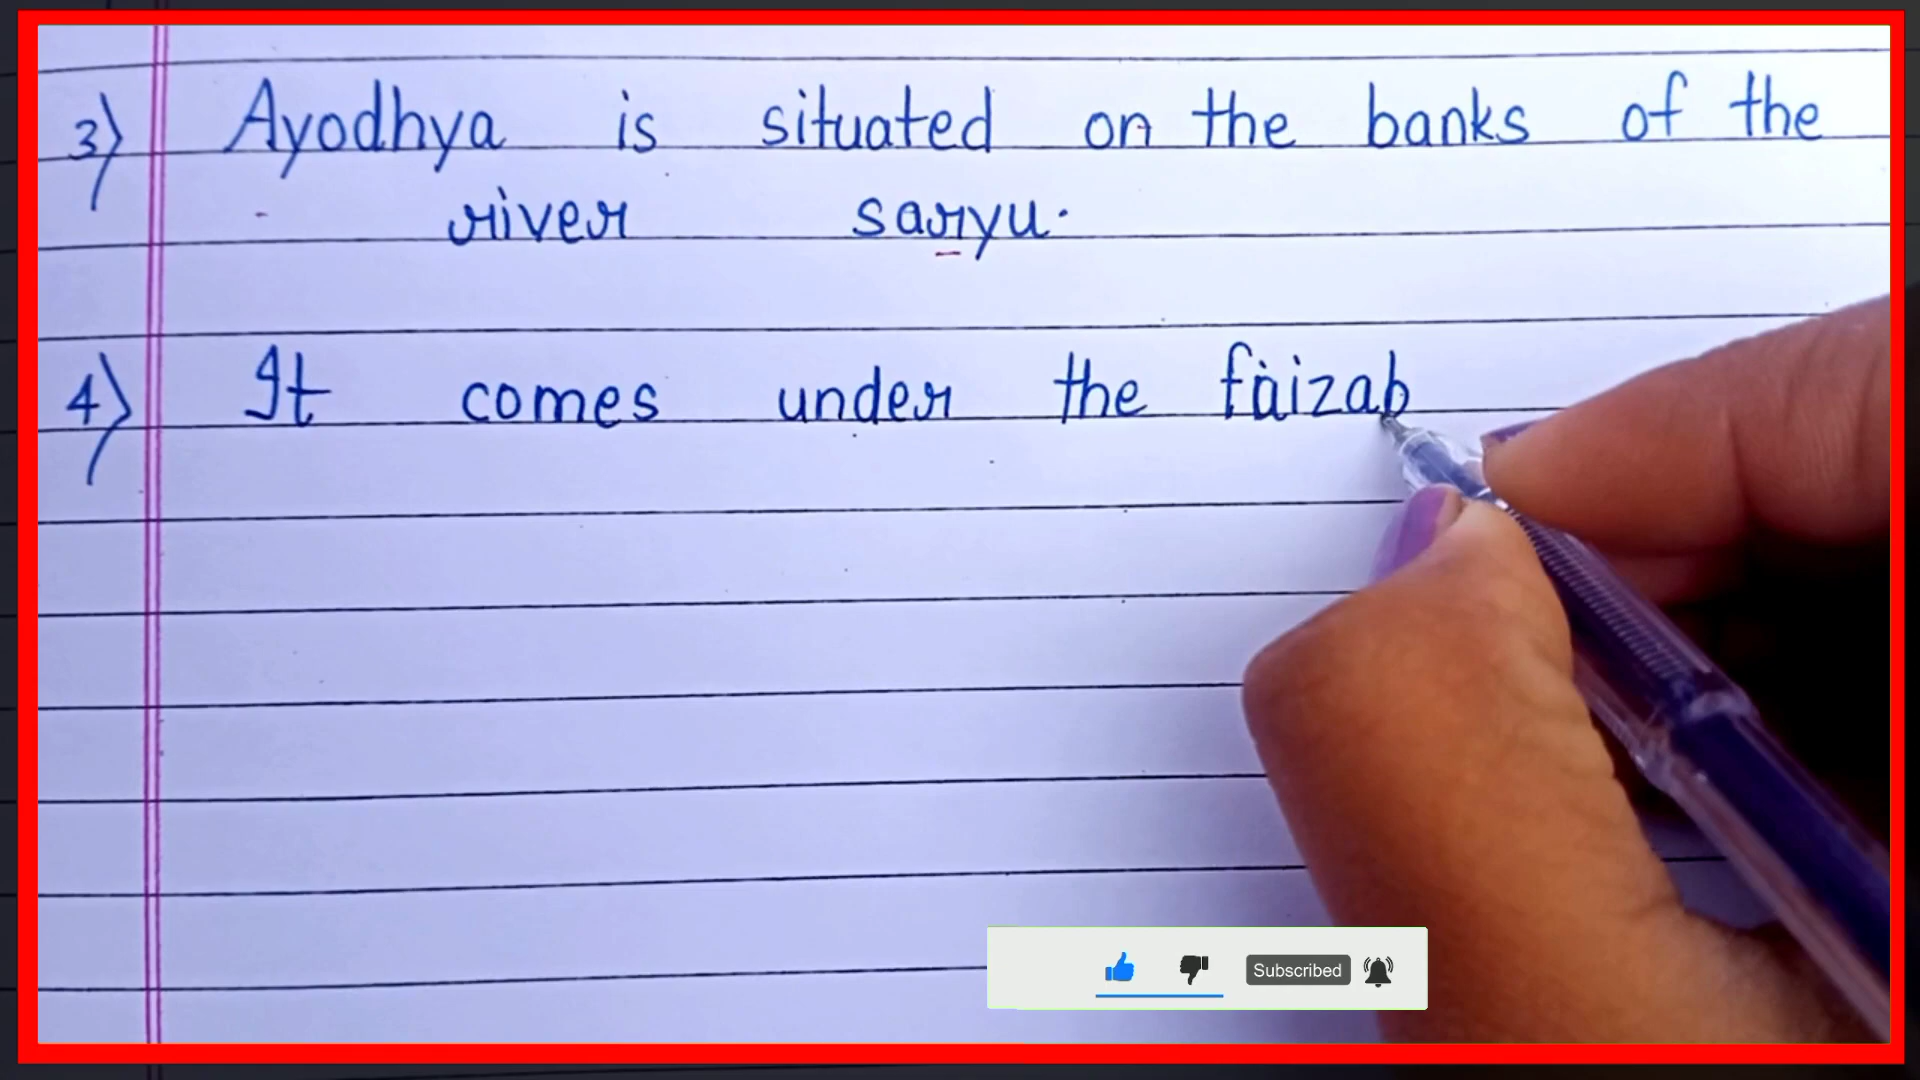 3) Ayodhya is situated on the banks of the
river saryu.
4) It comes under the faizab
Subscribed